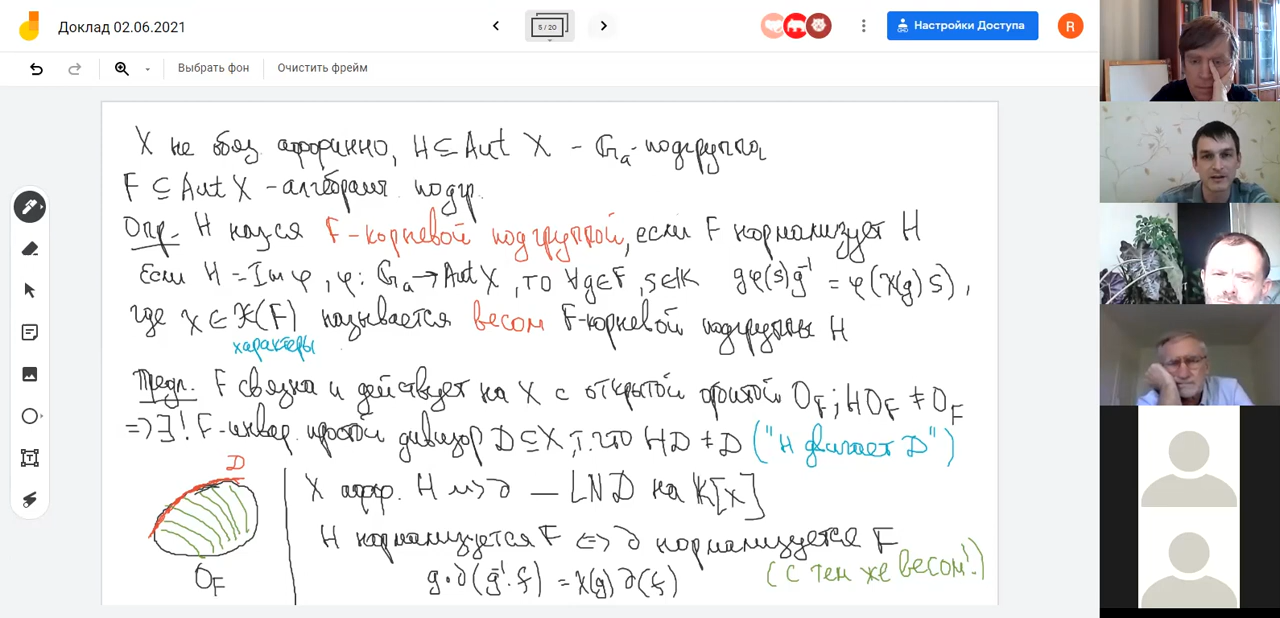 Доклад 02.06.2021
5 / 20
Настройки Доступа
R
Выбрать фон
Очистить фрейм
X не обяз. аффинно, H ⊆ Aut X - 𝔾ₐ-подгруппа
F ⊆ Aut X - алгебраич. подгр.
Опр. H наз-ся F-корневой подгруппой, если F нормализует H
Если H = Im φ, φ: 𝔾ₐ → Aut X, то ∀g∈F, s∈𝕂 gφ(s)g⁻¹ = φ(χ(g)s),
где χ ∈ 𝔛(F) называется весом F-корневой подгруппы H
характеры
Предл. F связна и действует на X с открытой орбитой O_F; HO_F ≠ O_F
=> ∃! F-инвар. простой дивизор D ⊆ X, т.что HD ≠ D ("H двигает D")
D
O_F
X афф. H ⇝ ∂ — LND на 𝕂[X]
H нормализуется F <=> ∂ нормализуется F
(с тем же весом!)
g·∂(g⁻¹·f) = χ(g)∂(f)